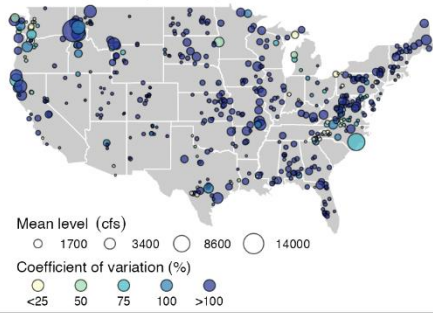 Mean level (cfs)
1700 3400 8600 14000
Coefficient of variation (%)
<25 50 75 100 >100